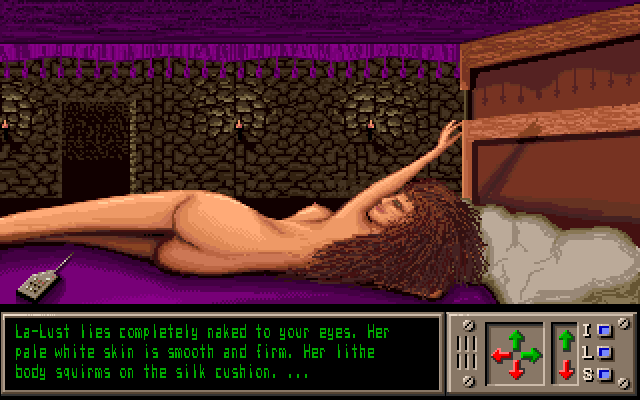 La-Lust lies completely naked to your eyes. Her
pale white skin is smooth and firm. Her lithe
body squirms on the silk cushion. ...
I
L
S